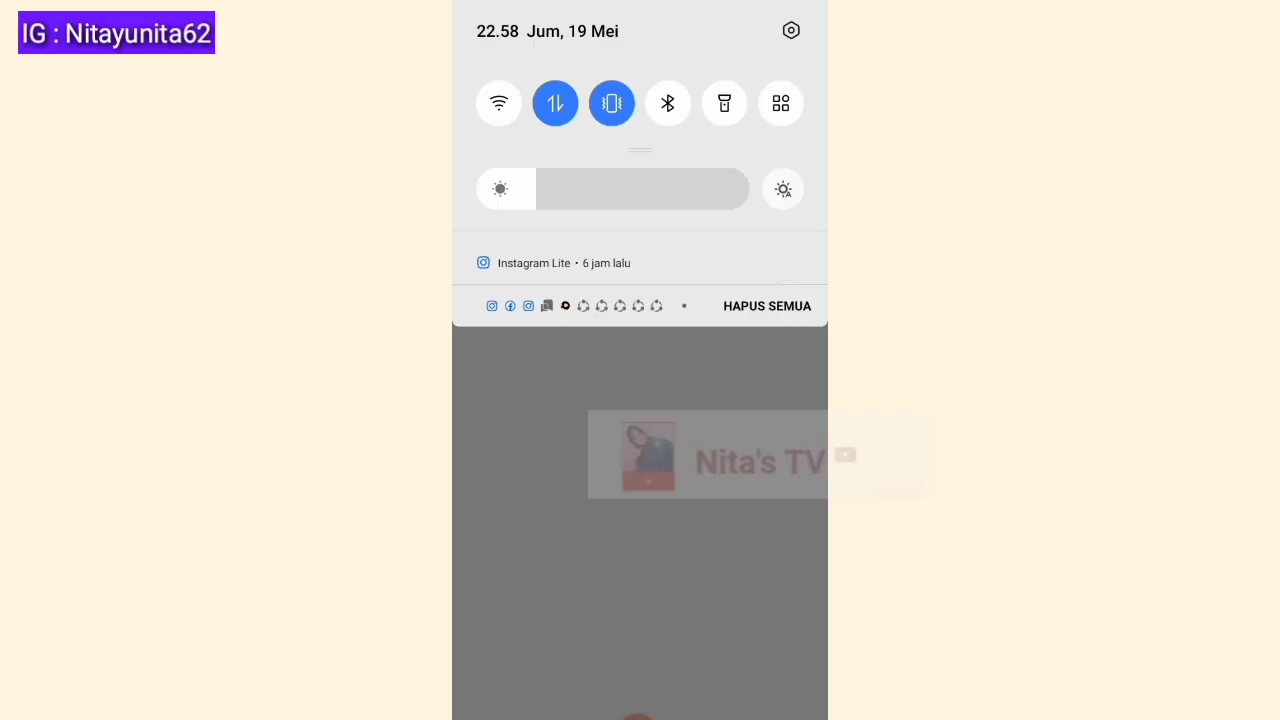 IG : Nitayunita62
22.58 Jum, 19 Mei
Instagram Lite • 6 jam lalu
HAPUS SEMUA
Nita's TV